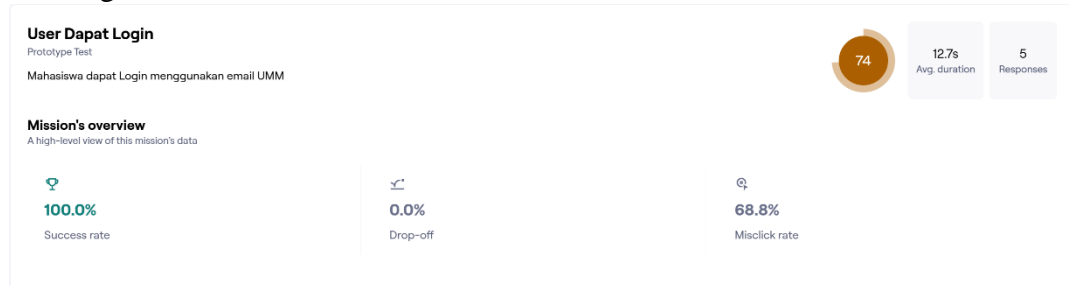 User Dapat Login
Prototype Test
Mahasiswa dapat Login menggunakan email UMM
74
12.7s
Avg. duration
5
Responses
Mission's overview
A high-level view of this mission's data
100.0%
Success rate
0.0%
Drop-off
68.8%
Misclick rate